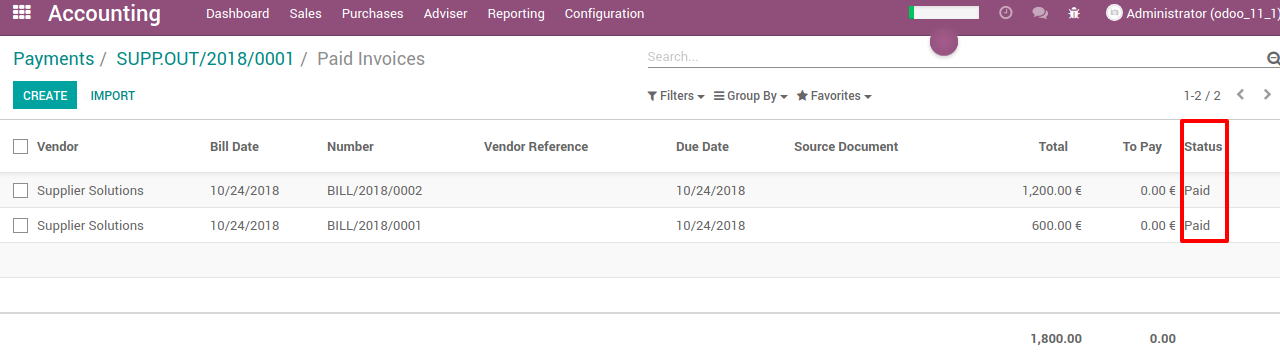 Accounting Dashboard Sales Purchases Adviser Reporting Configuration Administrator (odoo_11_1)
Payments / SUPP.OUT/2018/0001 / Paid Invoices Search...
CREATE IMPORT Filters Group By Favorites 1-2 / 2
Vendor Bill Date Number Vendor Reference Due Date Source Document Total To Pay Status
Supplier Solutions 10/24/2018 BILL/2018/0002 10/24/2018 1,200.00 € 0.00 € Paid
Supplier Solutions 10/24/2018 BILL/2018/0001 10/24/2018 600.00 € 0.00 € Paid
1,800.00 0.00